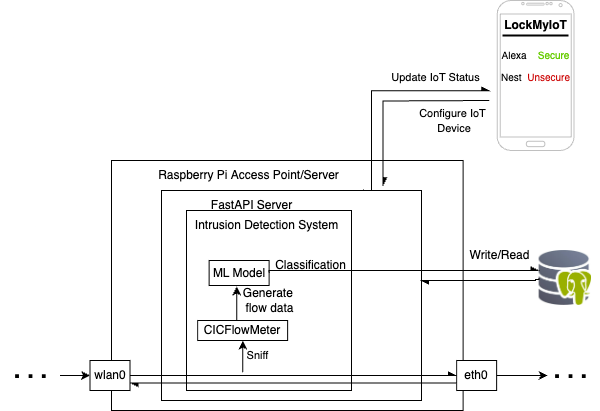 LockMyIoT
Alexa Secure
Nest Unsecure
Update IoT Status
Configure IoT
Device
Raspberry Pi Access Point/Server
FastAPI Server
Intrusion Detection System
Write/Read
ML Model
Classification
Generate
flow data
CICFlowMeter
Sniff
wlan0
eth0